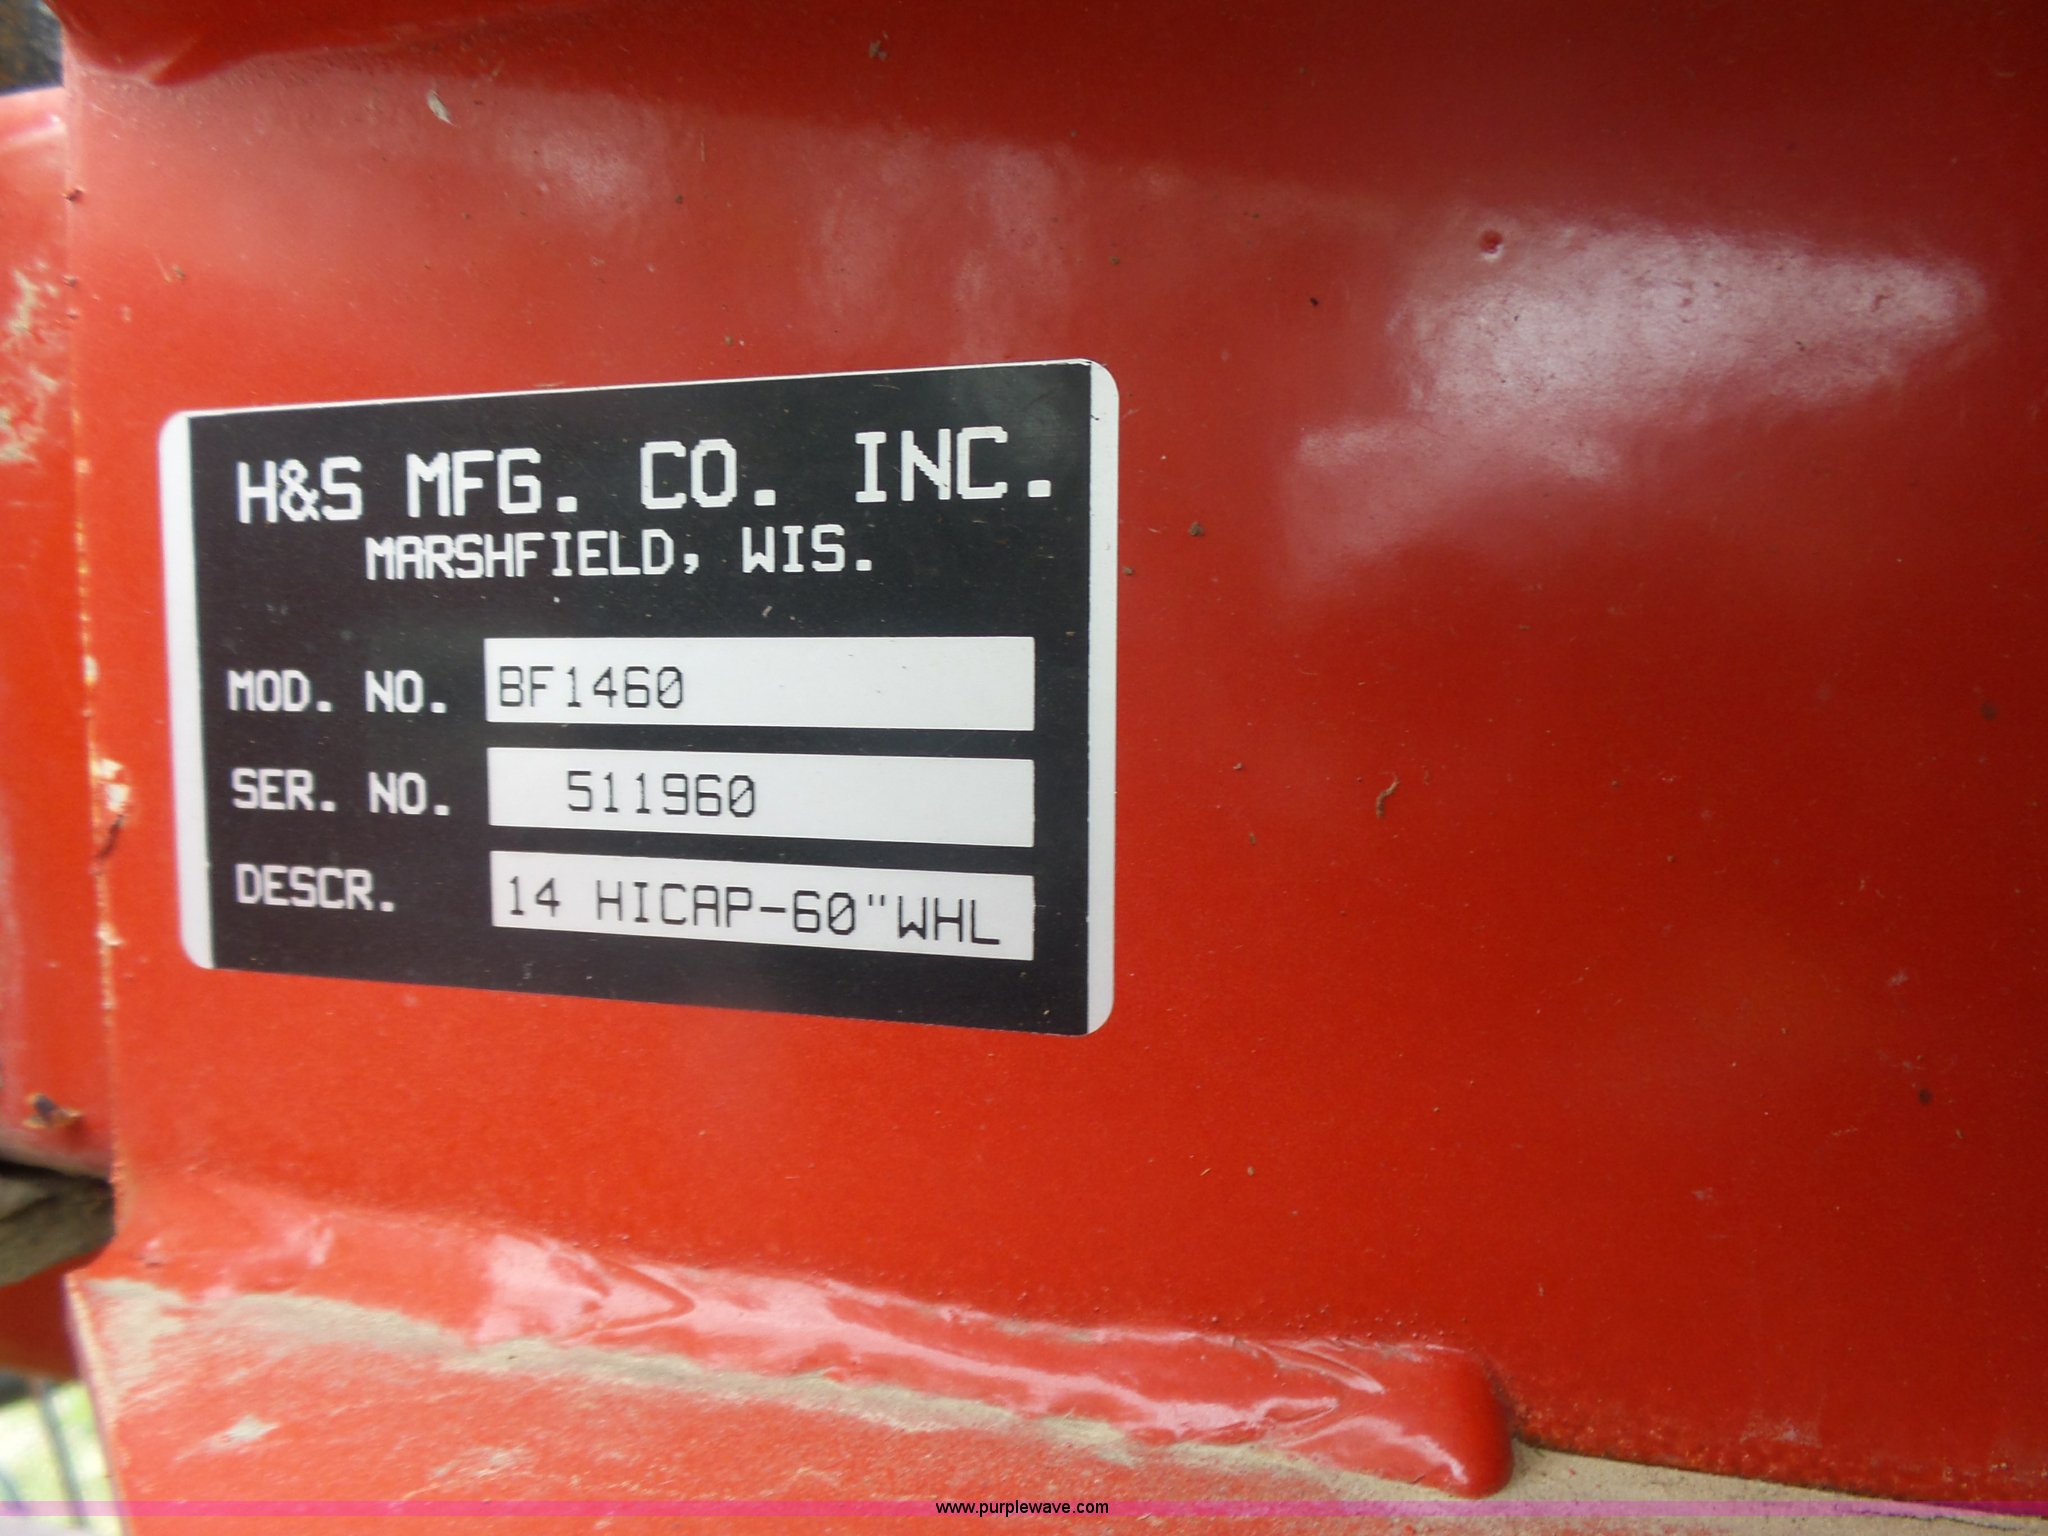 H&S MFG. CO. INC.
MARSHFIELD, WIS.
MOD. NO. BF1460
SER. NO. 511960
DESCR. 14 HICAP-60"WHL
www.purplewave.com